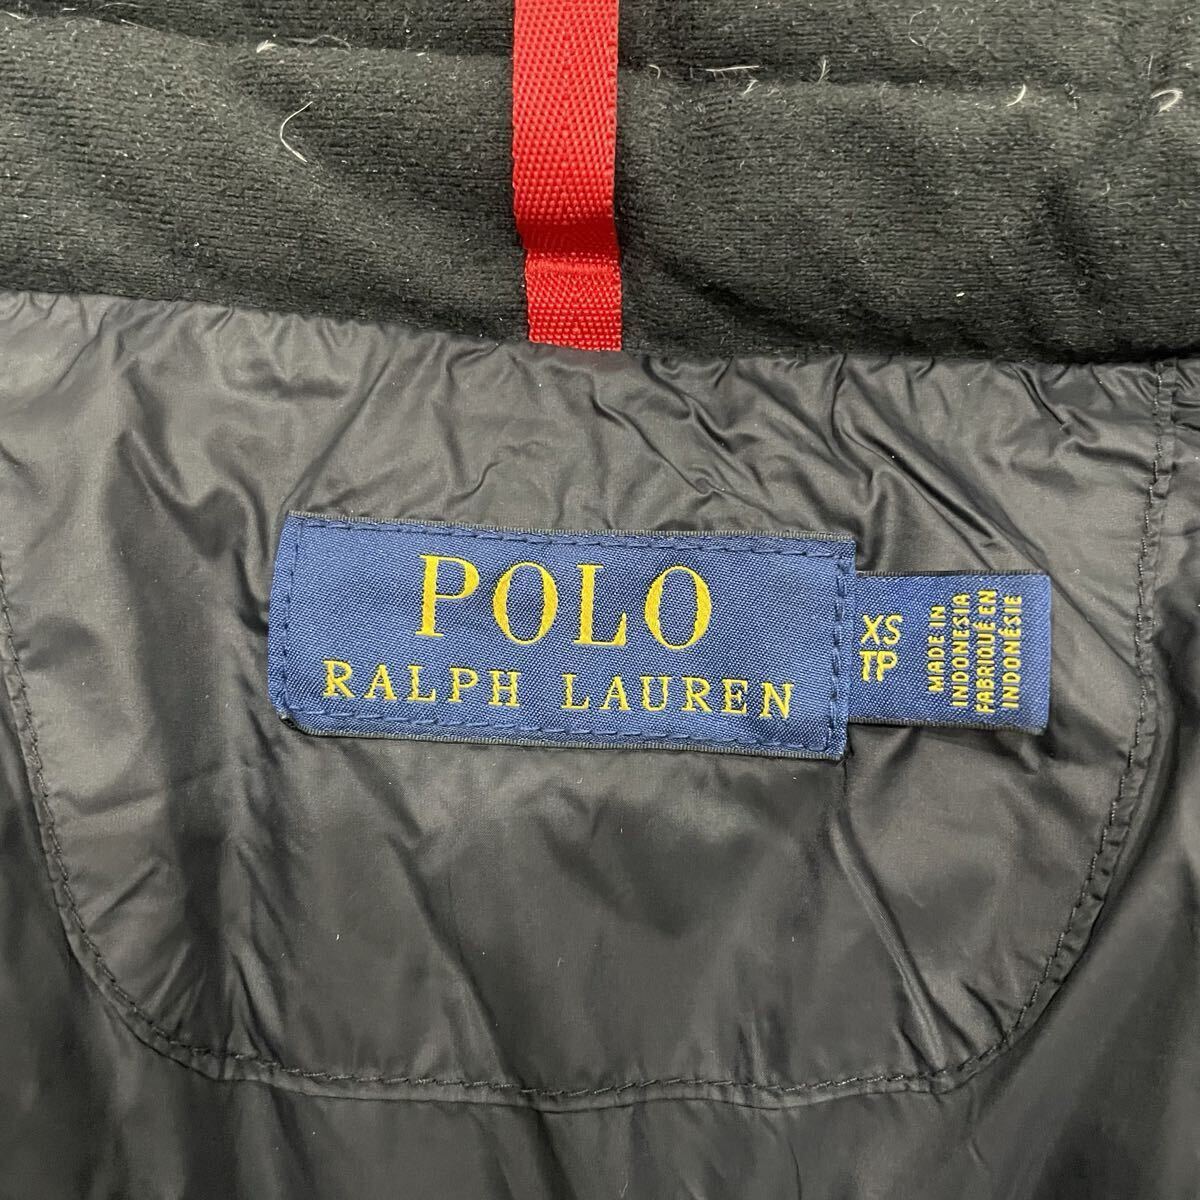 POLO
RALPH LAUREN
XS
TP
MADE IN
INDONESIA
FABRIQUÉ EN
INDONÉSIE